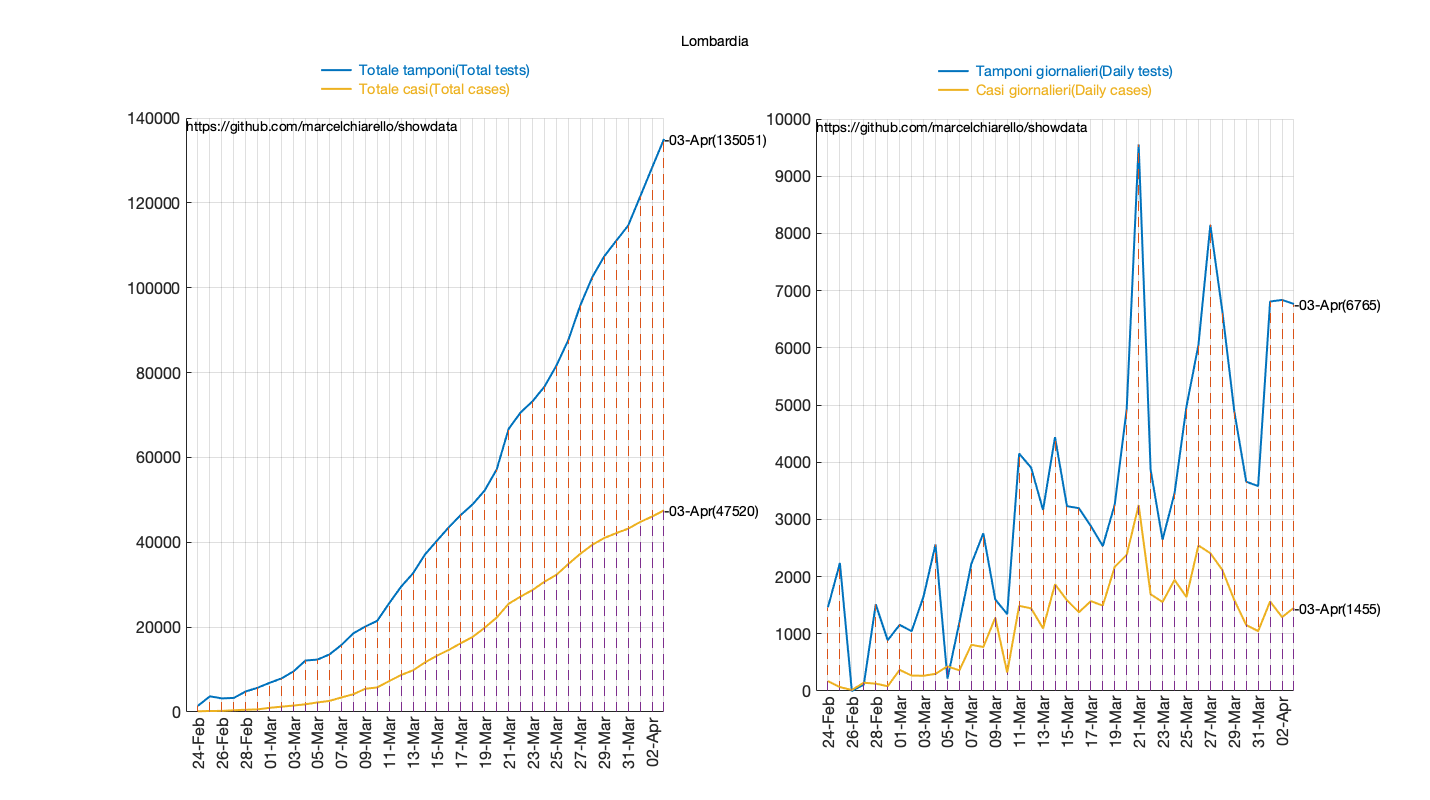 Lombardia
Totale tamponi(Total tests)
Totale casi(Total cases)
140000
120000
100000
80000
60000
40000
20000
0
https://github.com/marcelchiarello/showdata
-03-Apr(135051)
-03-Apr(47520)
24-Feb
26-Feb
28-Feb
01-Mar
03-Mar
05-Mar
07-Mar
09-Mar
11-Mar
13-Mar
15-Mar
17-Mar
19-Mar
21-Mar
23-Mar
25-Mar
27-Mar
29-Mar
31-Mar
02-Apr
Tamponi giornalieri(Daily tests)
Casi giornalieri(Daily cases)
10000
9000
8000
7000
6000
5000
4000
3000
2000
1000
0
https://github.com/marcelchiarello/showdata
-03-Apr(6765)
-03-Apr(1455)
24-Feb
26-Feb
28-Feb
01-Mar
03-Mar
05-Mar
07-Mar
09-Mar
11-Mar
13-Mar
15-Mar
17-Mar
19-Mar
21-Mar
23-Mar
25-Mar
27-Mar
29-Mar
31-Mar
02-Apr